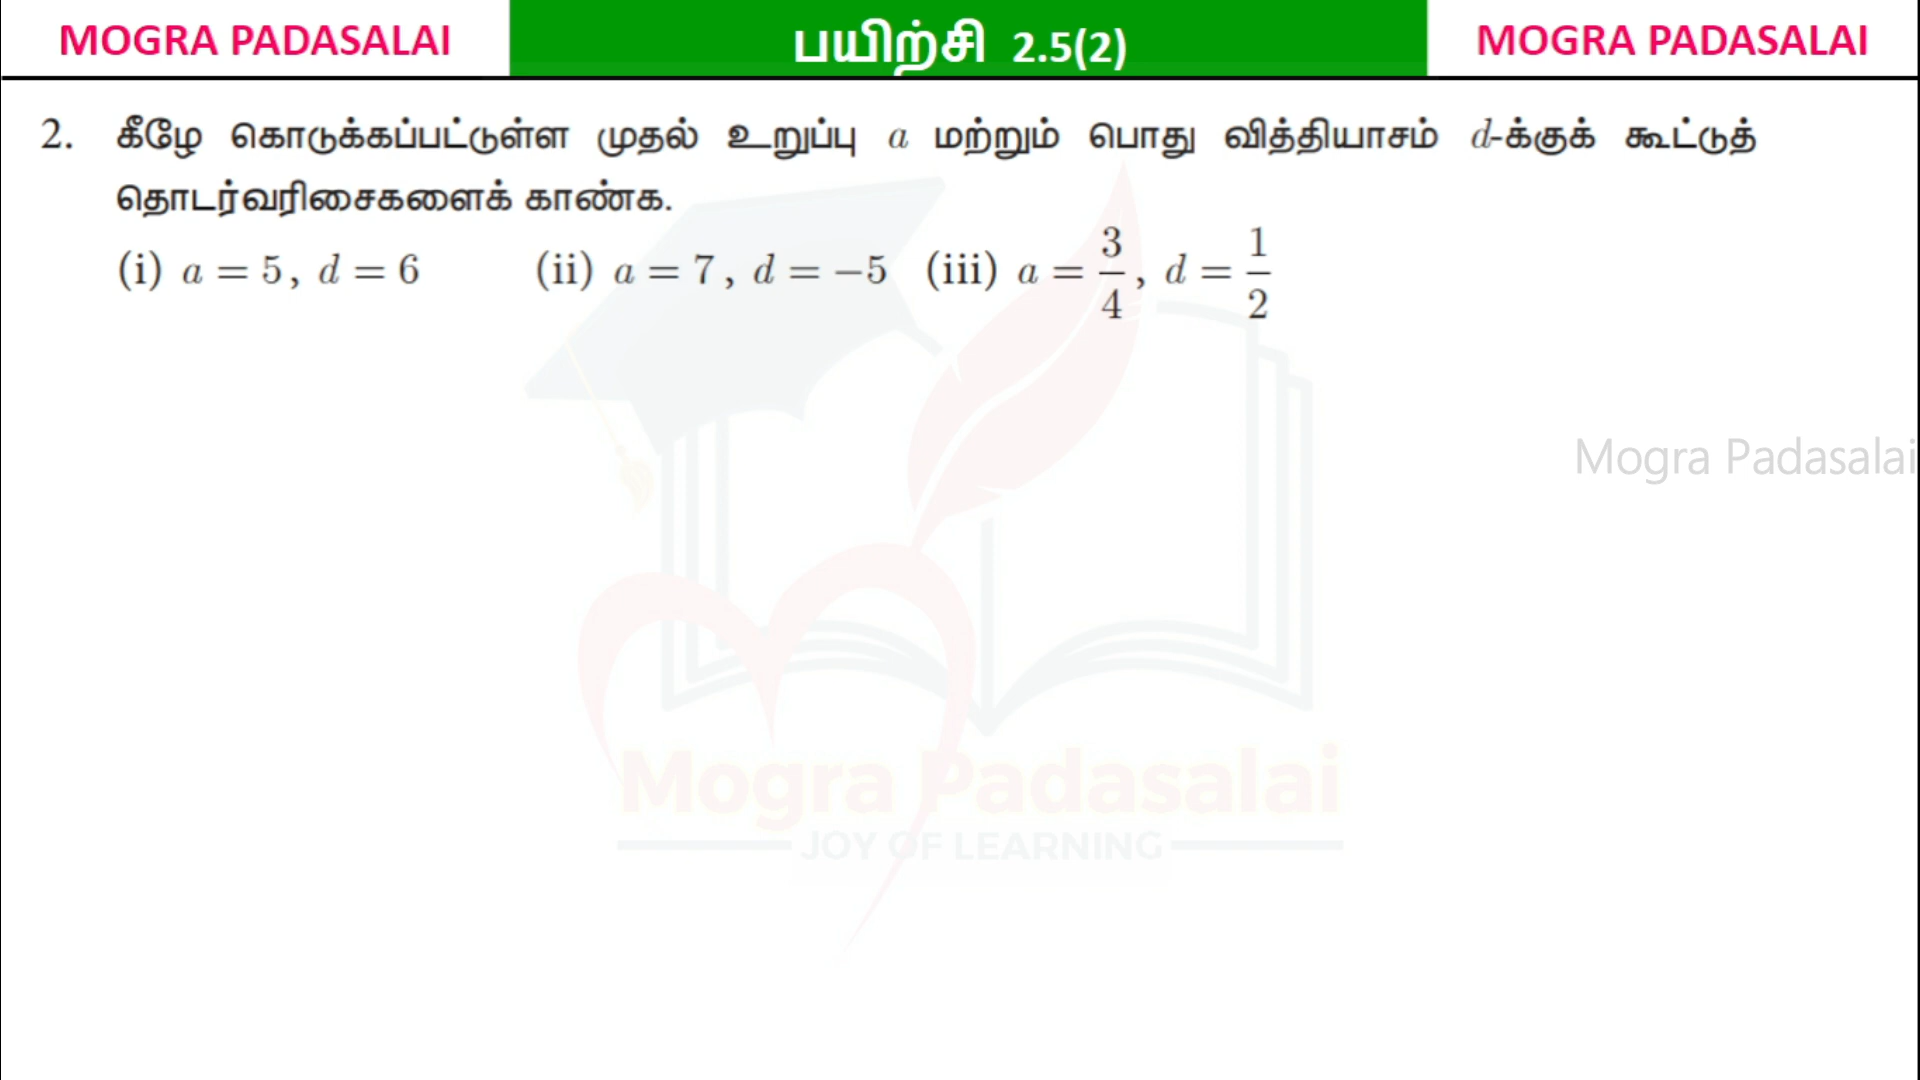 MOGRA PADASALAI பயிற்சி 2.5(2) MOGRA PADASALAI
2. கீழே கொடுக்கப்பட்டுள்ள முதல் உறுப்பு a மற்றும் பொது வித்தியாசம் d-க்குக் கூட்டுத்
தொடர்வரிசைகளைக் காண்க.
(i) a = 5, d = 6 (ii) a = 7, d = −5 (iii) a = 3/4, d = 1/2
Mogra Padasalai
Mogra Padasalai
JOY OF LEARNING